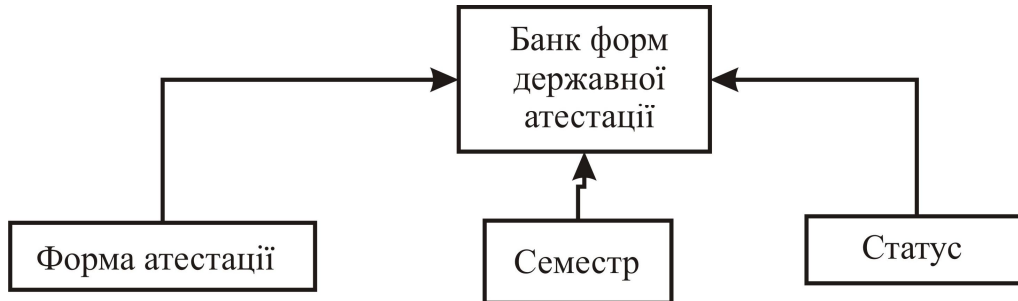 Банк форм
державної
атестації
Форма атестації
Семестр
Статус